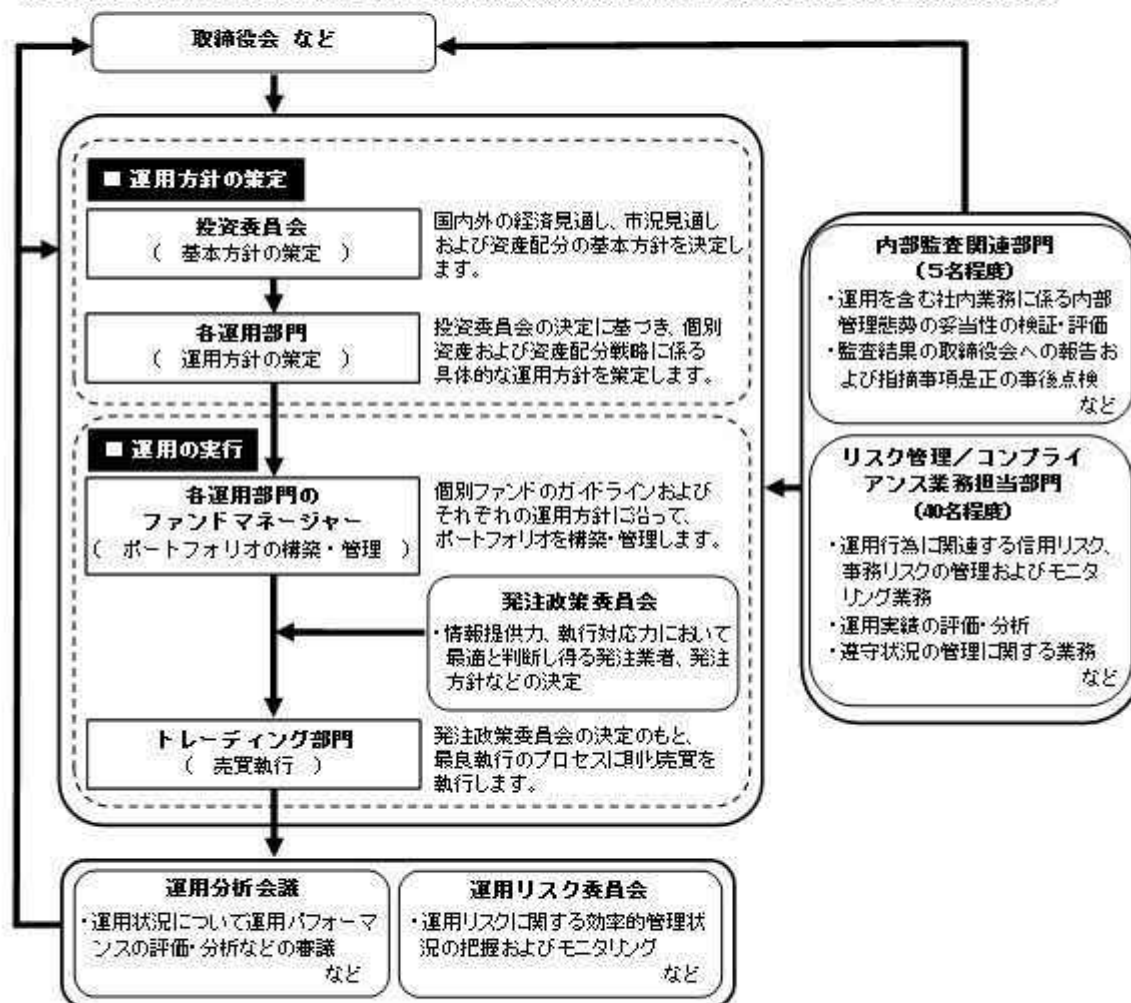 取締役会 など
■ 運用方針の策定
投資委員会
( 基本方針の策定 )
国内外の経済見通し、市況見通し
および資産配分の基本方針を決定し
ます。
各運用部門
( 運用方針の策定 )
投資委員会の決定に基づき、個別
資産および資産配分戦略に係る
具体的な運用方針を策定します。
■ 運用の実行
各運用部門の
ファンドマネージャー
( ポートフォリオの構築・管理 )
個別ファンドのガイドラインおよび
それぞれの運用方針に沿って、
ポートフォリオを構築・管理します。
発注政策委員会
・情報提供力、執行対応力において
最適と判断し得る発注業者、発注
方針などの決定
トレーディング部門
( 売買執行 )
発注政策委員会の決定のもと、
最良執行のプロセスに則り売買を
執行します。
内部監査関連部門
(5名程度)
・運用を含む社内業務に係る内部
管理態勢の妥当性の検証・評価
・監査結果の取締役会への報告お
よび指摘事項是正の事後点検
など
リスク管理／コンプライ
アンス業務担当部門
(40名程度)
・運用行為に関連する信用リスク、
事務リスクの管理およびモニタ
リング業務
・運用実績の評価・分析
・遵守状況の管理に関する業務
など
運用分析会議
・運用状況について運用パフォーマ
ンスの評価・分析などの審議
など
運用リスク委員会
・運用リスクに関する効率的管理状
況の把握およびモニタリング
など